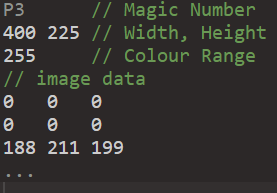 P3      // Magic Number
400 225 // Width, Height
255     // Colour Range
// image data
0   0   0
0   0   0
188 211 199
...